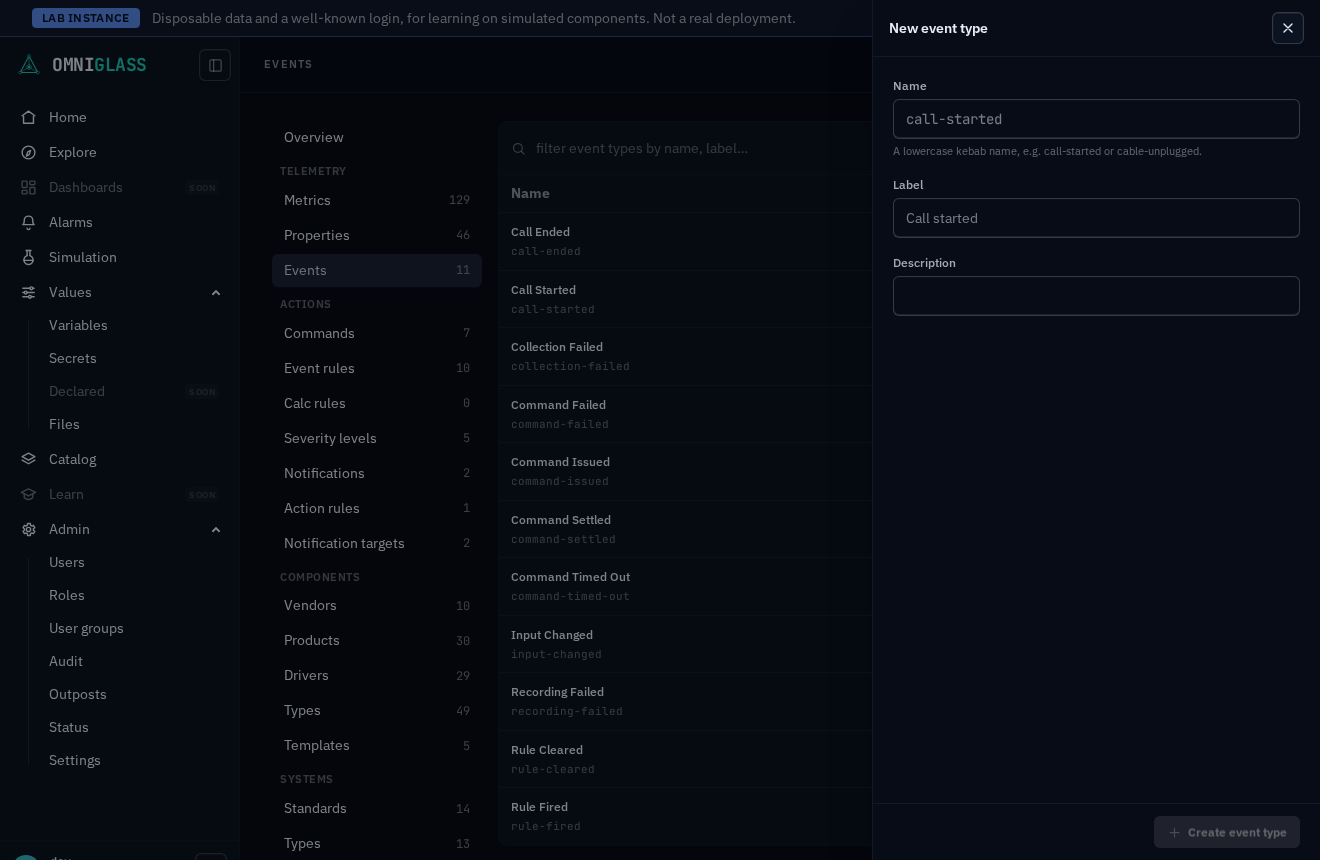 LAB INSTANCE Disposable data and a well-known login, for learning on simulated components. Not a real deployment.
OMNIGLASS
Home
Explore
Dashboards SOON
Alarms
Simulation
Values
Variables
Secrets
Declared SOON
Files
Catalog
Learn SOON
Admin
Users
Roles
User groups
Audit
Outposts
Status
Settings
EVENTS
Overview
TELEMETRY
Metrics 129
Properties 46
Events 11
ACTIONS
Commands 7
Event rules 10
Calc rules 0
Severity levels 5
Notifications 2
Action rules 1
Notification targets 2
COMPONENTS
Vendors 10
Products 30
Drivers 29
Types 49
Templates 5
SYSTEMS
Standards 14
Types 13
filter event types by name, label...
Name
Call Ended
call-ended
Call Started
call-started
Collection Failed
collection-failed
Command Failed
command-failed
Command Issued
command-issued
Command Settled
command-settled
Command Timed Out
command-timed-out
Input Changed
input-changed
Recording Failed
recording-failed
Rule Cleared
rule-cleared
Rule Fired
rule-fired
New event type
Name
call-started
A lowercase kebab name, e.g. call-started or cable-unplugged.
Label
Call started
Description
Create event type